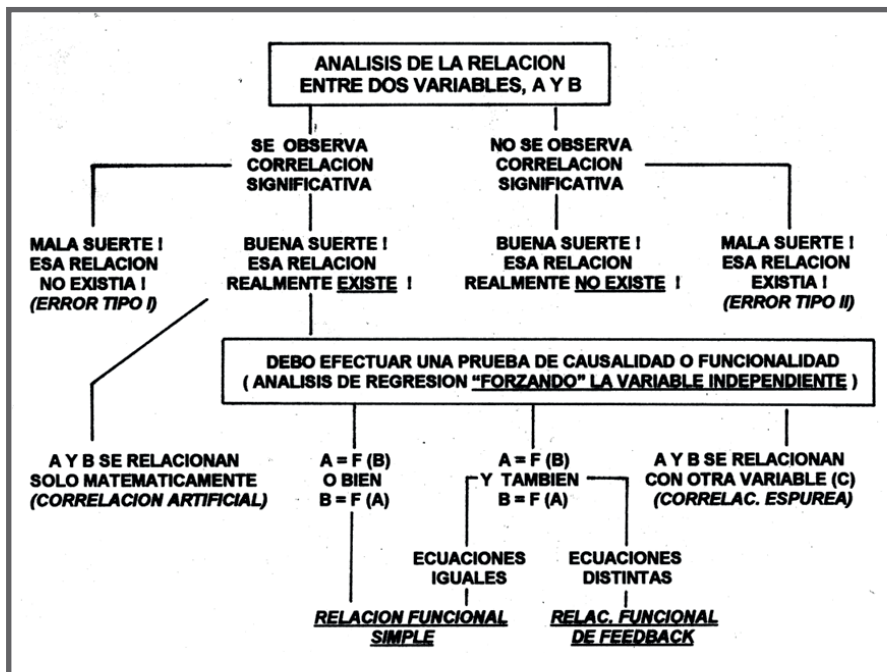 ANALISIS DE LA RELACION
ENTRE DOS VARIABLES, A Y B
SE OBSERVA
CORRELACION
SIGNIFICATIVA
NO SE OBSERVA
CORRELACION
SIGNIFICATIVA
MALA SUERTE !
ESA RELACION
NO EXISTIA !
(ERROR TIPO I)
BUENA SUERTE !
ESA RELACION
REALMENTE EXISTE !
BUENA SUERTE !
ESA RELACION
REALMENTE NO EXISTE !
MALA SUERTE !
ESA RELACION
EXISTIA !
(ERROR TIPO II)
DEBO EFECTUAR UNA PRUEBA DE CAUSALIDAD O FUNCIONALIDAD
( ANALISIS DE REGRESION "FORZANDO" LA VARIABLE INDEPENDIENTE )
A Y B SE RELACIONAN
SOLO MATEMATICAMENTE
(CORRELACION ARTIFICIAL)
A = F (B)
O BIEN
B = F (A)
A = F (B)
Y TAMBIEN
B = F (A)
A Y B SE RELACIONAN
CON OTRA VARIABLE (C)
(CORRELAC. ESPUREA)
ECUACIONES
IGUALES
ECUACIONES
DISTINTAS
RELACION FUNCIONAL
SIMPLE
RELAC. FUNCIONAL
DE FEEDBACK